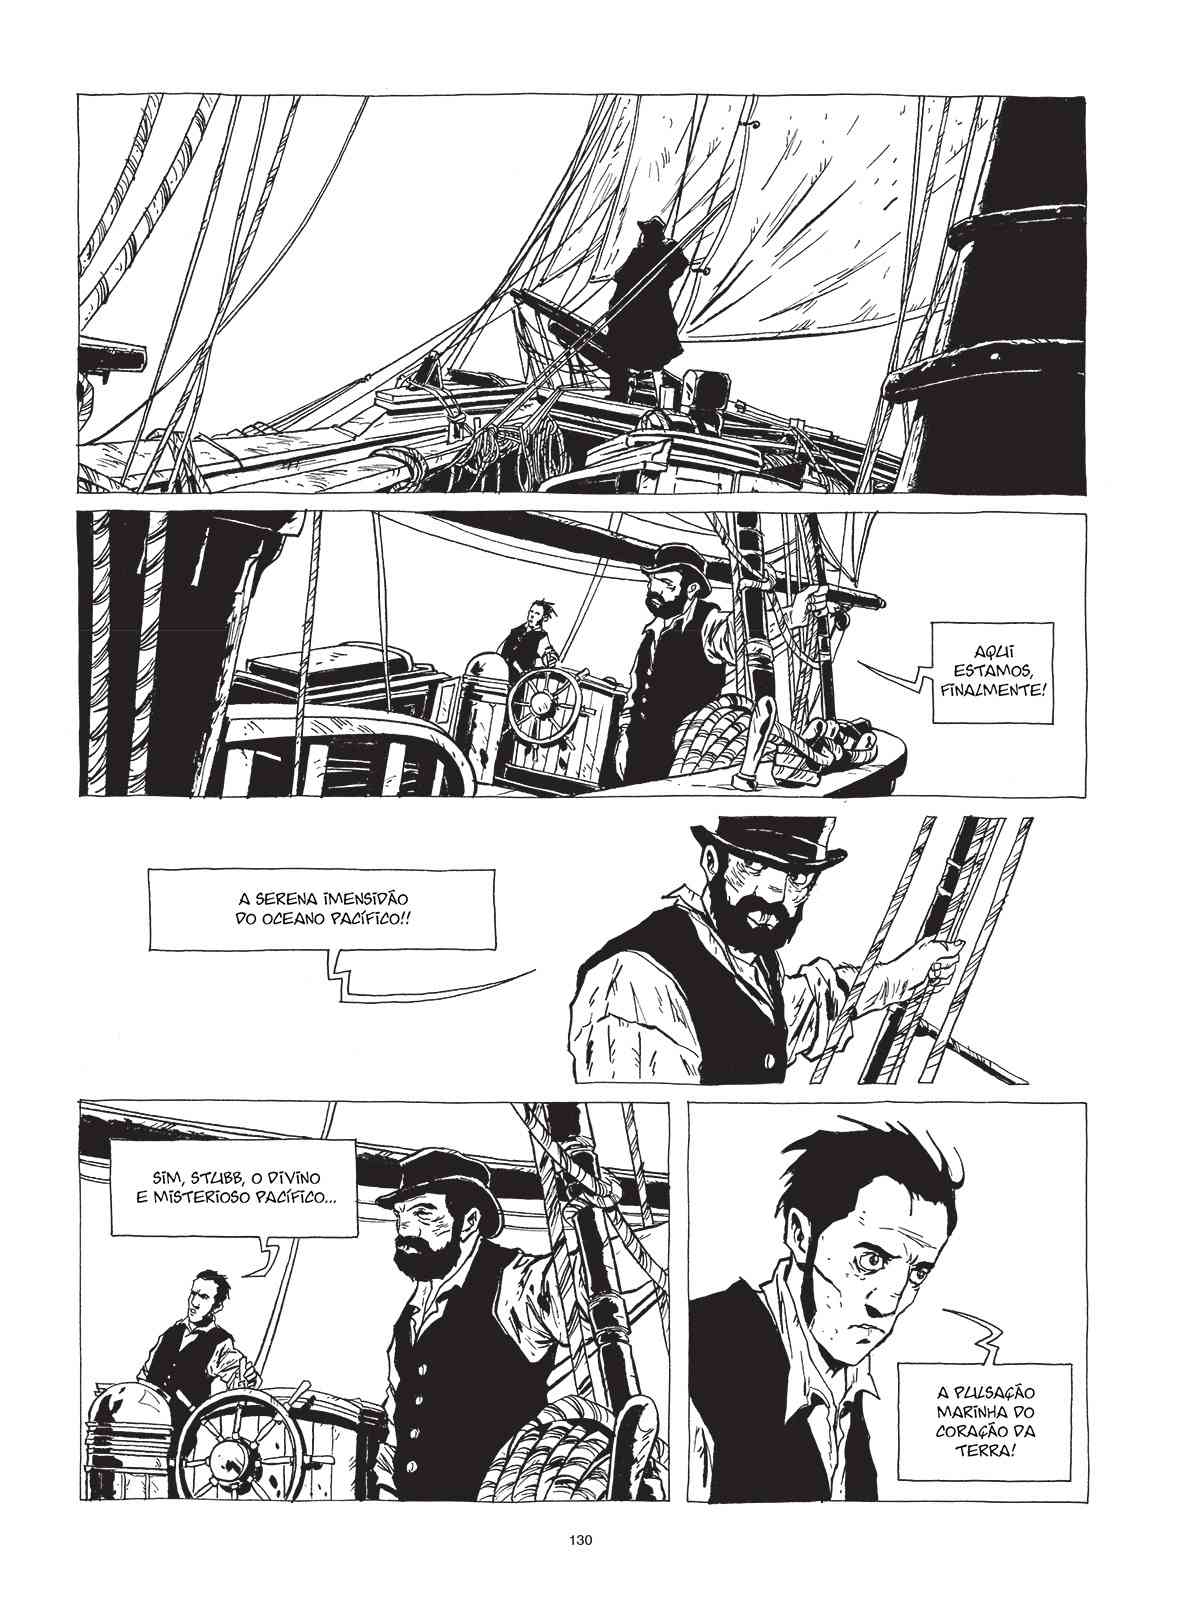 AQUI
ESTAMOS,
FINALMENTE!
A SERENA IMENSIDÃO
DO OCEANO PACÍFICO!!
SIM, STUBB, O DIVINO
E MISTERIOSO PACÍFICO...
A PULSAÇÃO
MARINHA DO
CORAÇÃO DA
TERRA!
130